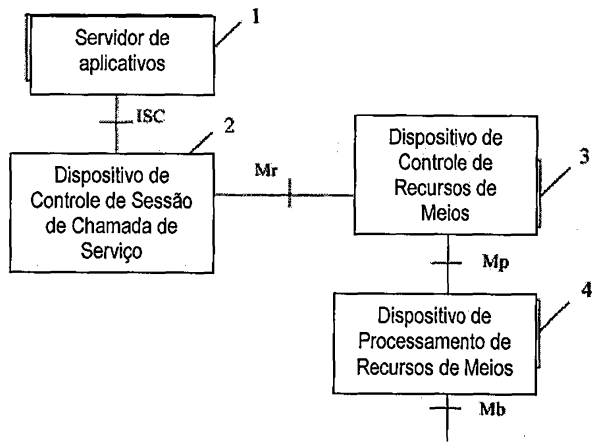 Servidor de
aplicativos
1
ISC
2
Dispositivo de
Controle de Sessão
de Chamada de
Serviço
Mr
Dispositivo de
Controle de
Recursos de
Meios
3
Mp
4
Dispositivo de
Processamento de
Recursos de Meios
Mb